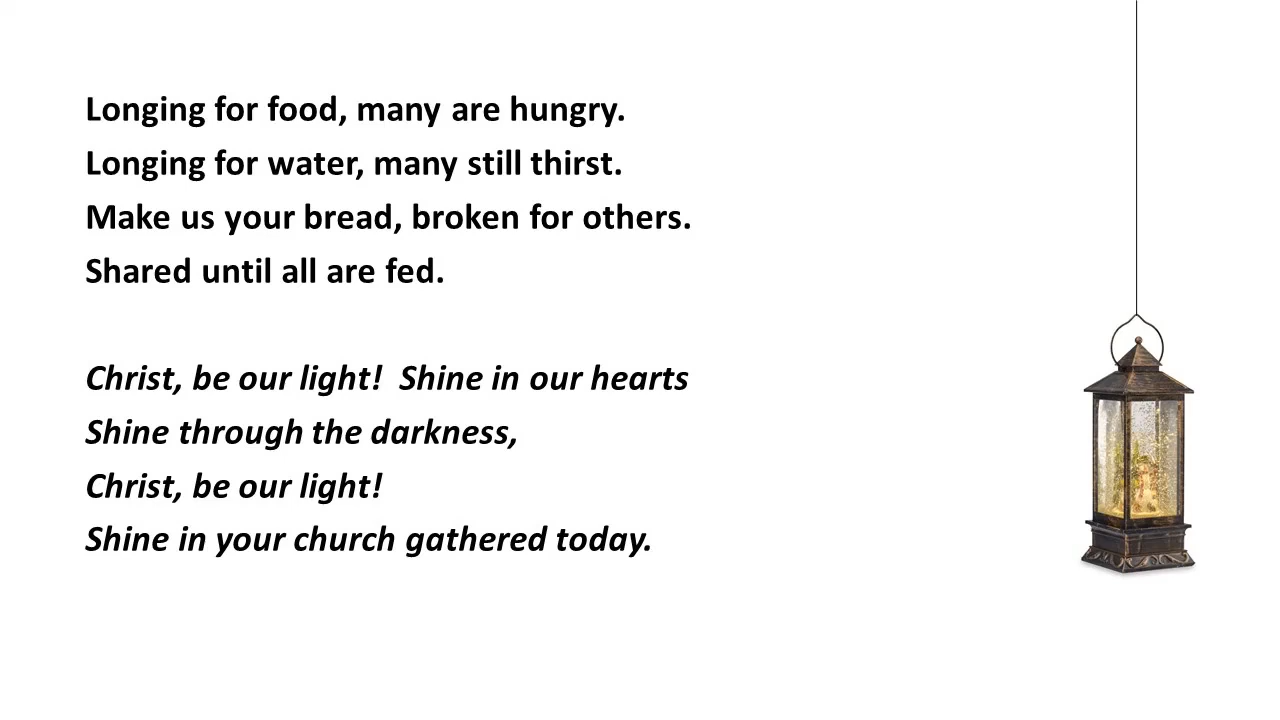 Longing for food, many are hungry.
Longing for water, many still thirst.
Make us your bread, broken for others.
Shared until all are fed.
Christ, be our light!  Shine in our hearts
Shine through the darkness,
Christ, be our light!
Shine in your church gathered today.